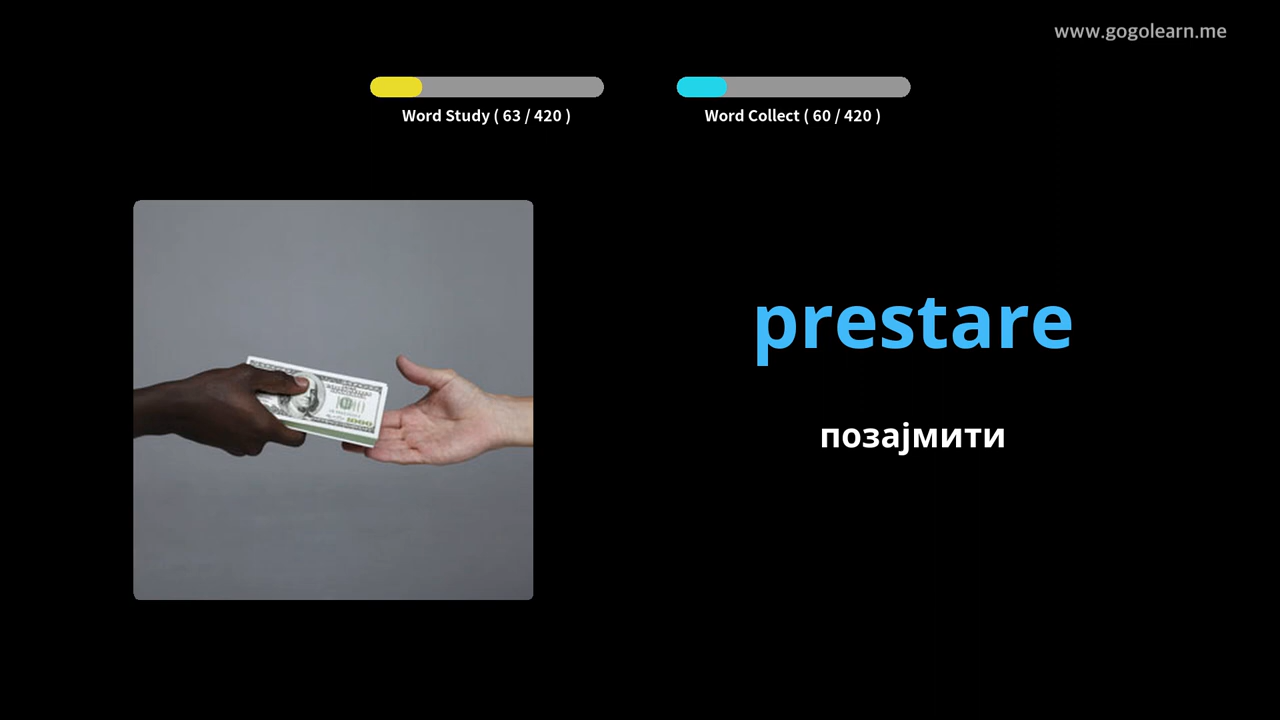 www.gogolearn.me
Word Study ( 63 / 420 )
Word Collect ( 60 / 420 )
prestare
позајмити